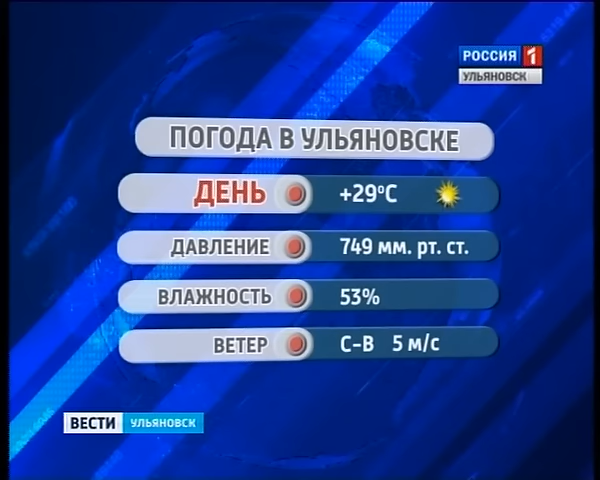 РОССИЯ 1
УЛЬЯНОВСК
ПОГОДА В УЛЬЯНОВСКЕ
ДЕНЬ +29°С
ДАВЛЕНИЕ 749 мм. рт. ст.
ВЛАЖНОСТЬ 53%
ВЕТЕР С-В 5 м/с
ВЕСТИ УЛЬЯНОВСК